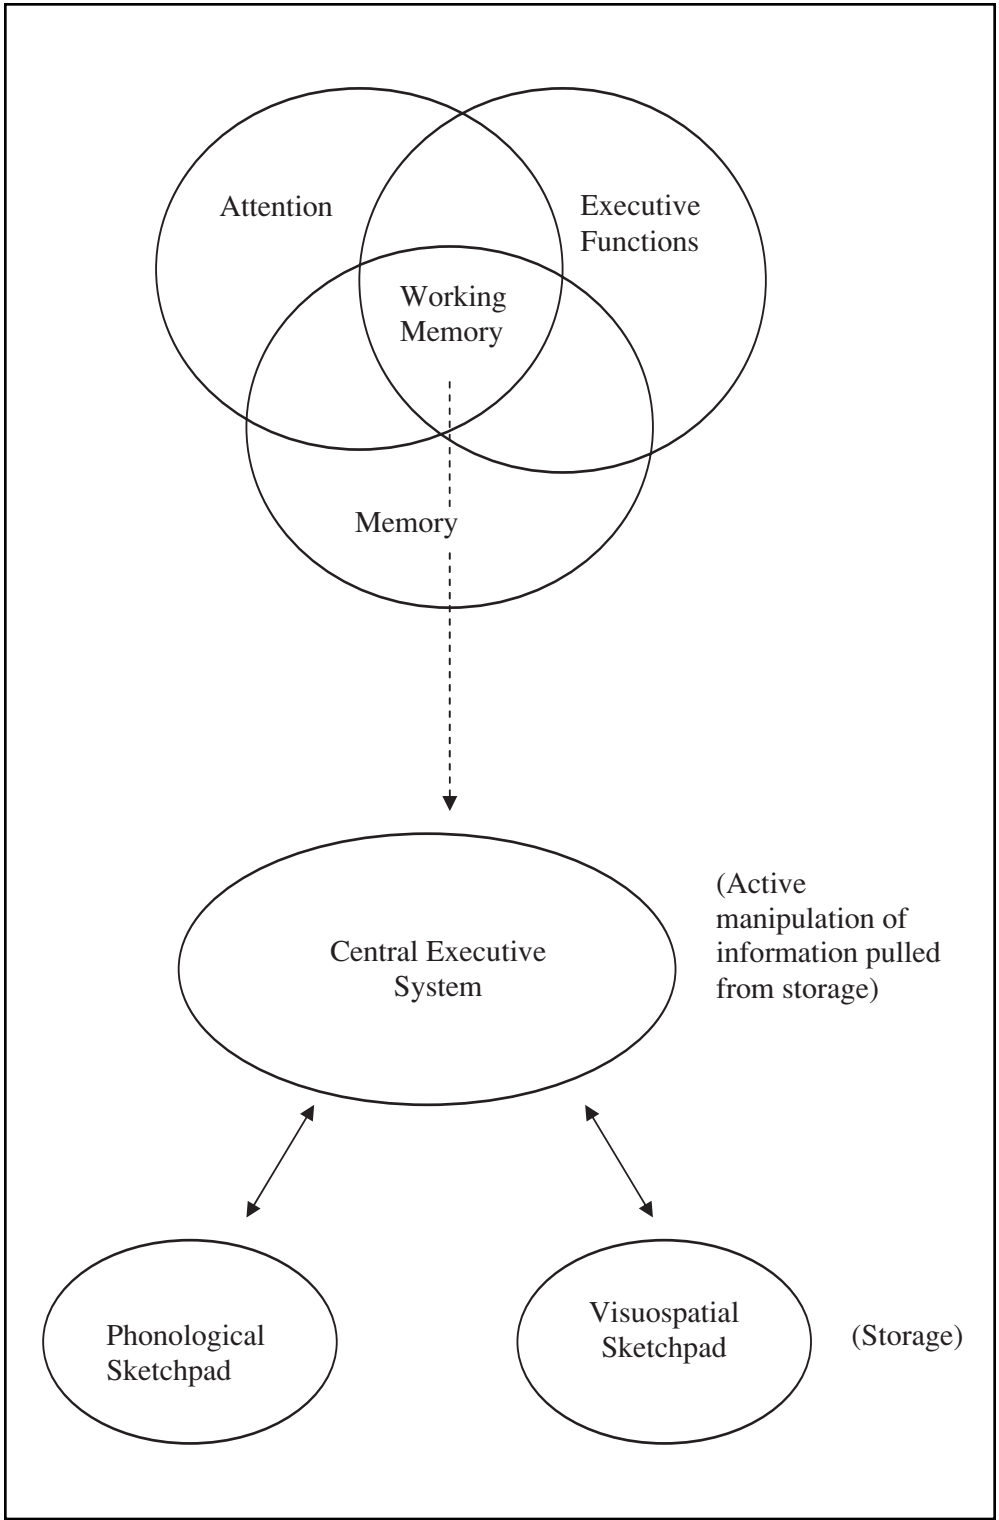 Attention
Executive
Functions
Working
Memory
Memory
Central Executive
System
(Active
manipulation of
information pulled
from storage)
Phonological
Sketchpad
Visuospatial
Sketchpad
(Storage)